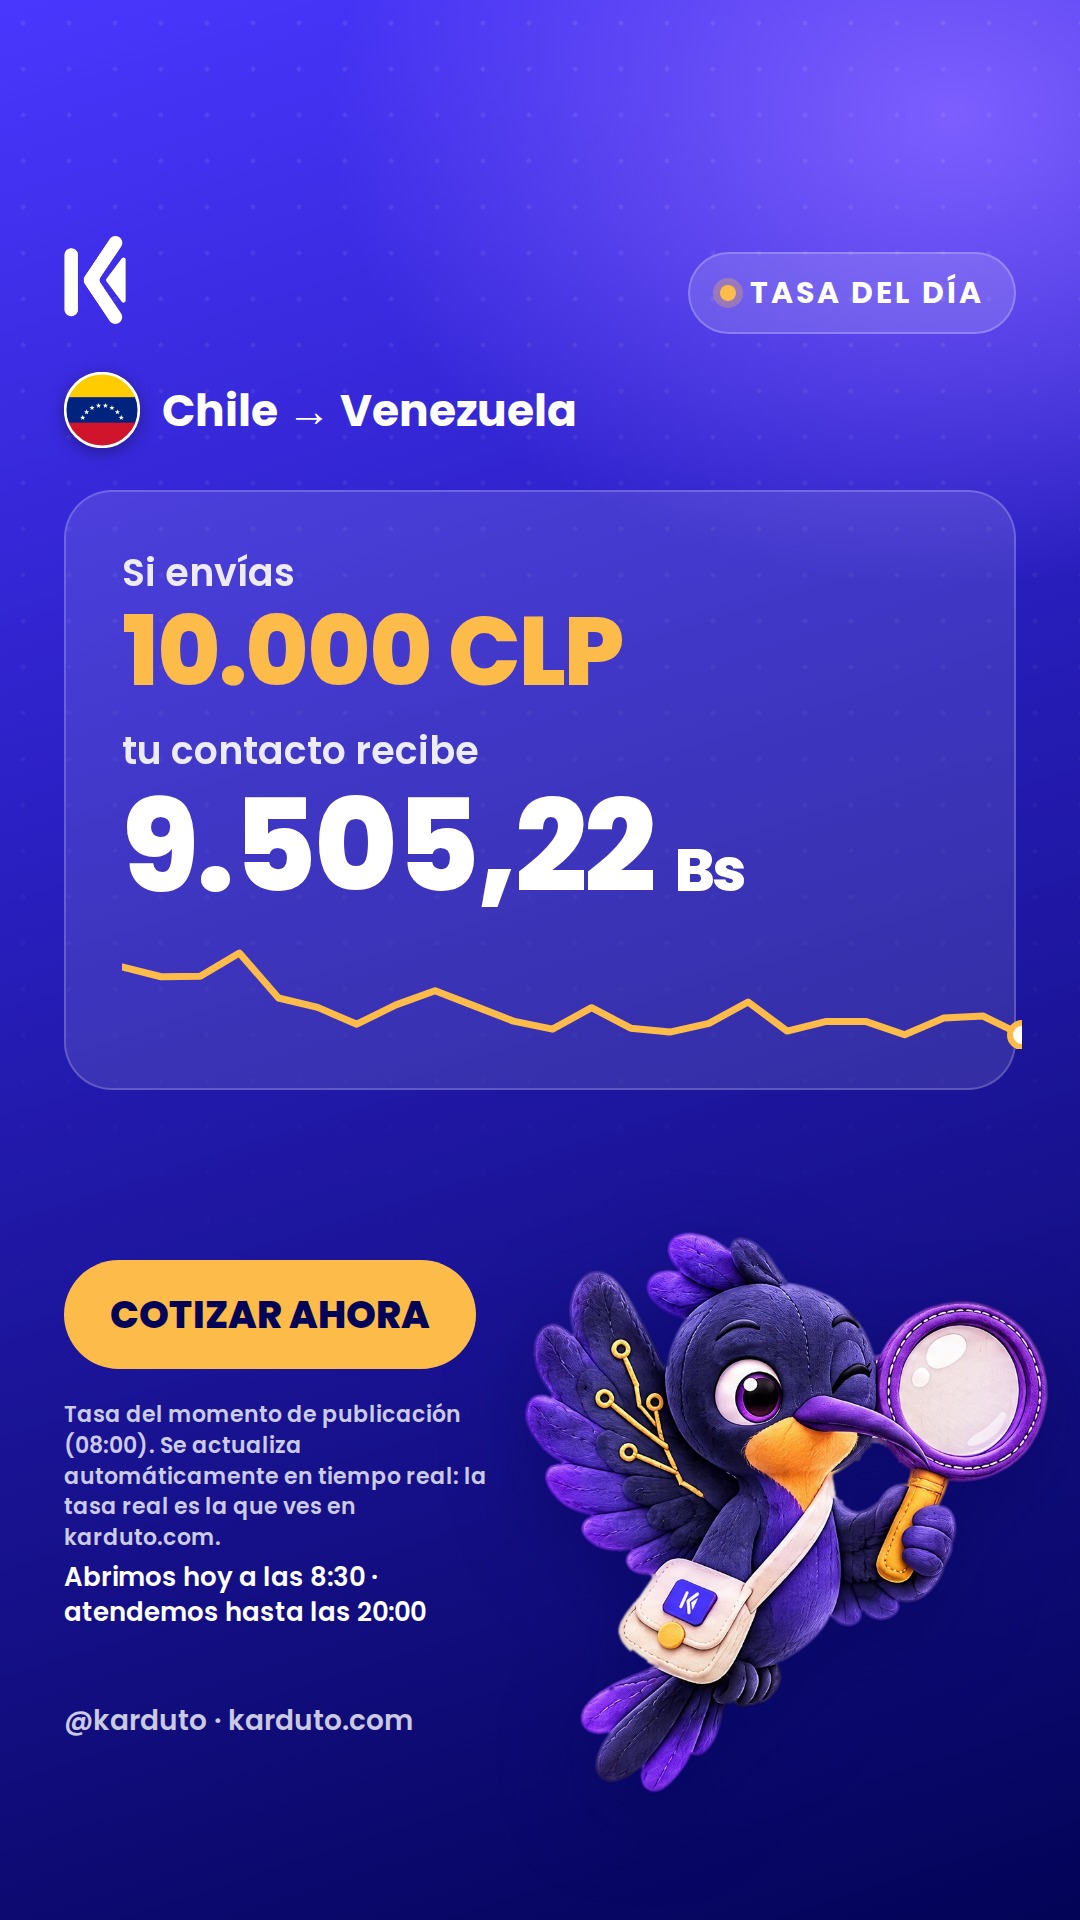 TASA DEL DÍA
Chile → Venezuela
Si envías
10.000 CLP
tu contacto recibe
9.505,22 Bs
COTIZAR AHORA
Tasa del momento de publicación
(08:00). Se actualiza
automáticamente en tiempo real: la
tasa real es la que ves en
karduto.com.
Abrimos hoy a las 8:30 ·
atendemos hasta las 20:00
@karduto · karduto.com